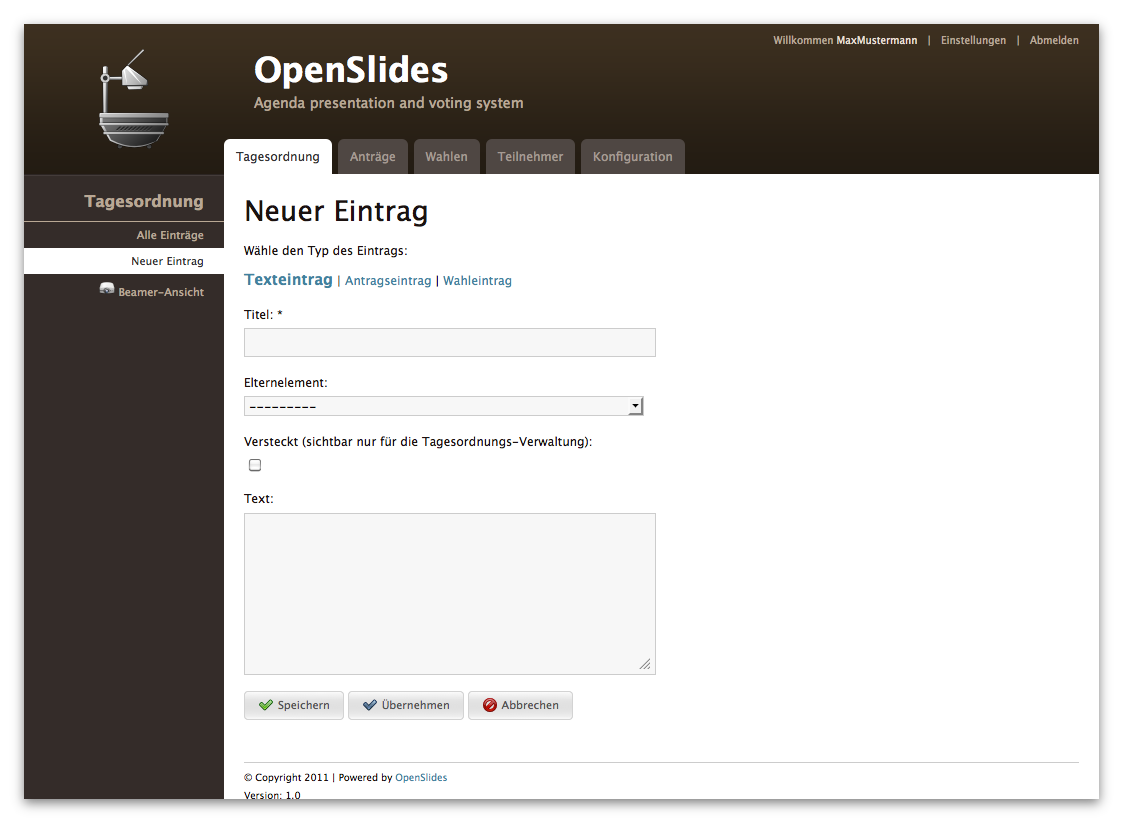 Willkommen MaxMustermann | Einstellungen | Abmelden
OpenSlides
Agenda presentation and voting system
Tagesordnung Anträge Wahlen Teilnehmer Konfiguration
Tagesordnung
Alle Einträge
Neuer Eintrag
Beamer-Ansicht
Neuer Eintrag
Wähle den Typ des Eintrags:
Texteintrag | Antragseintrag | Wahleintrag
Titel: *
Elternelement:
---------
Versteckt (sichtbar nur für die Tagesordnungs-Verwaltung):
Text:
Speichern Übernehmen Abbrechen
© Copyright 2011 | Powered by OpenSlides
Version: 1.0